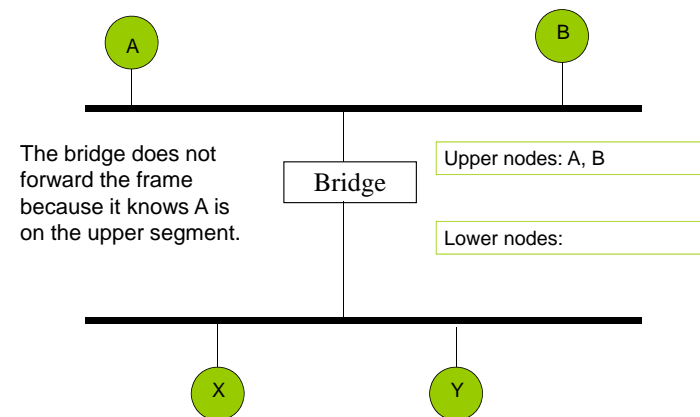 A
B
The bridge does not
forward the frame
because it knows A is
on the upper segment.
Bridge
Upper nodes: A, B
Lower nodes:
X
Y